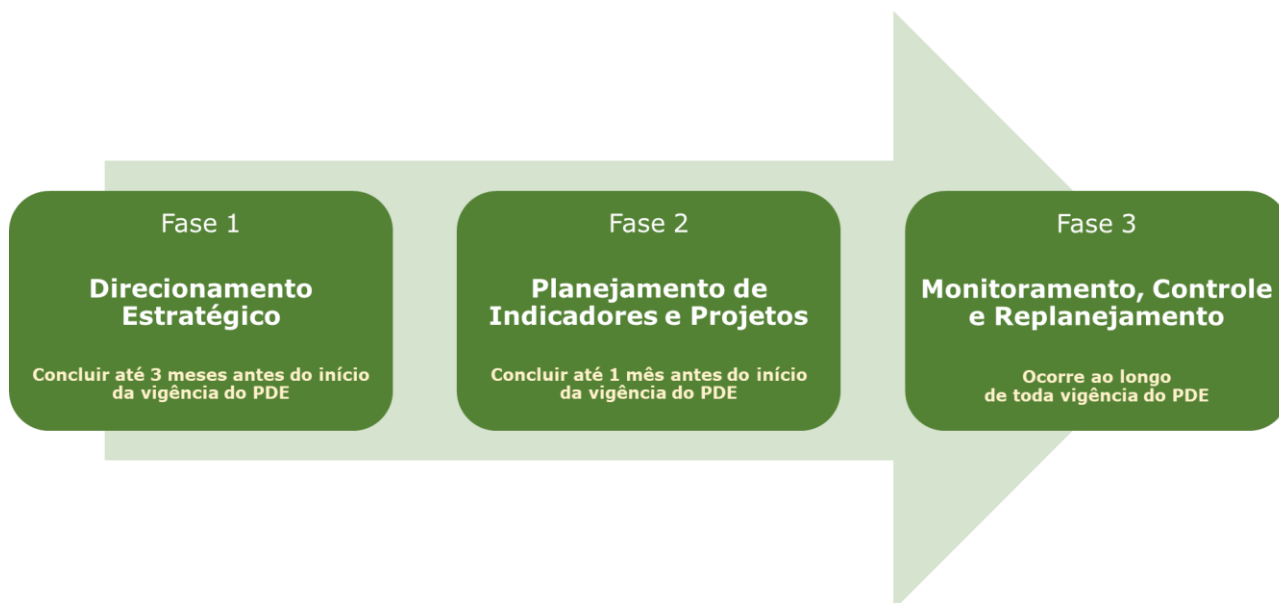 Fase 1
Direcionamento
Estratégico
Concluir até 3 meses antes do início
da vigência do PDE
Fase 2
Planejamento de
Indicadores e Projetos
Concluir até 1 mês antes do início
da vigência do PDE
Fase 3
Monitoramento, Controle
e Replanejamento
Ocorre ao longo
de toda vigência do PDE